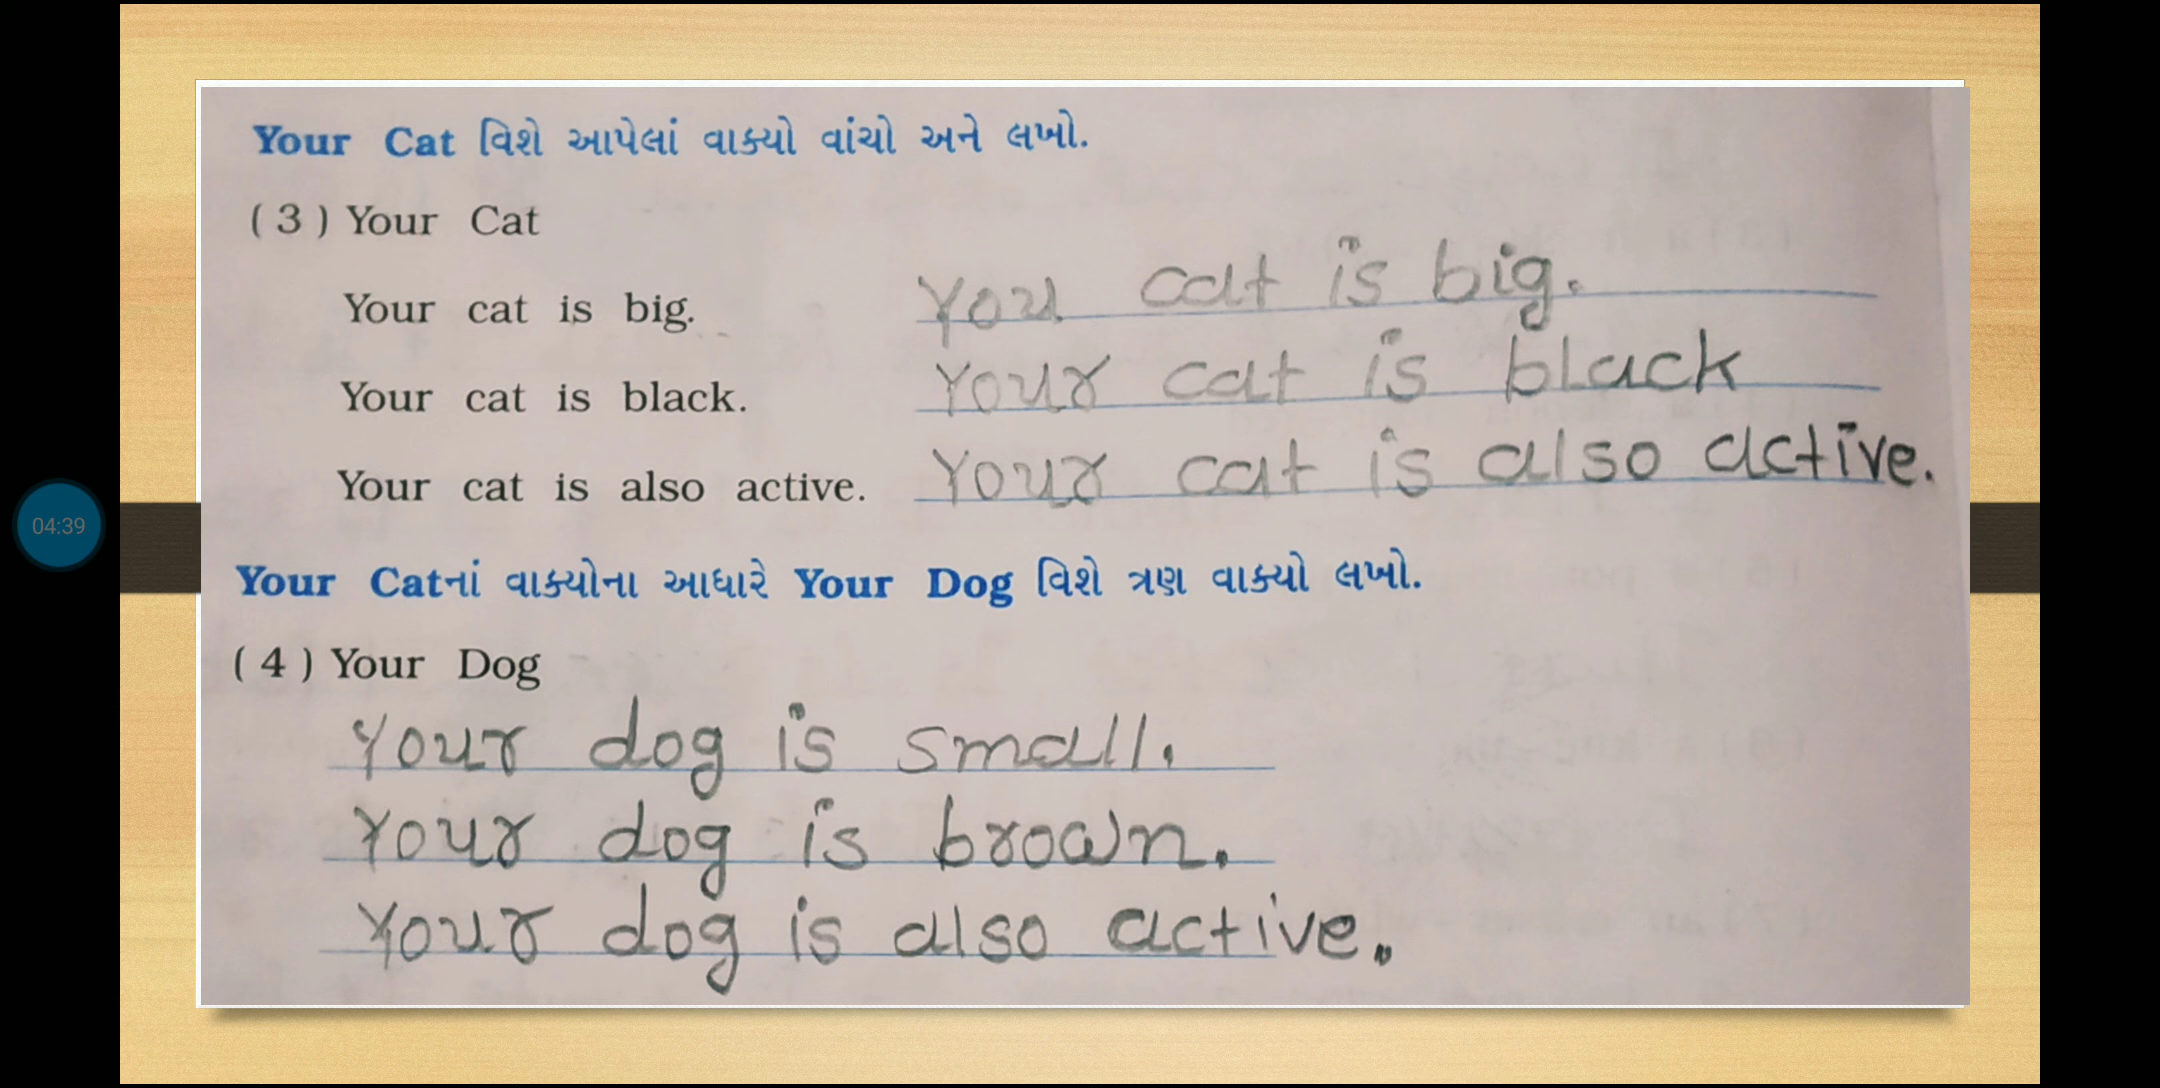 Your Cat વિશે આપેલાં વાક્યો વાંચો અને લખો.
( 3 ) Your Cat
Your cat is big. You cat is big.
Your cat is black. Your cat is black
Your cat is also active. Your cat is also active.
04:39
Your Catનાં વાક્યોના આધારે Your Dog વિશે ત્રણ વાક્યો લખો.
( 4 ) Your Dog
Your dog is small.
Your dog is brown.
Your dog is also active.